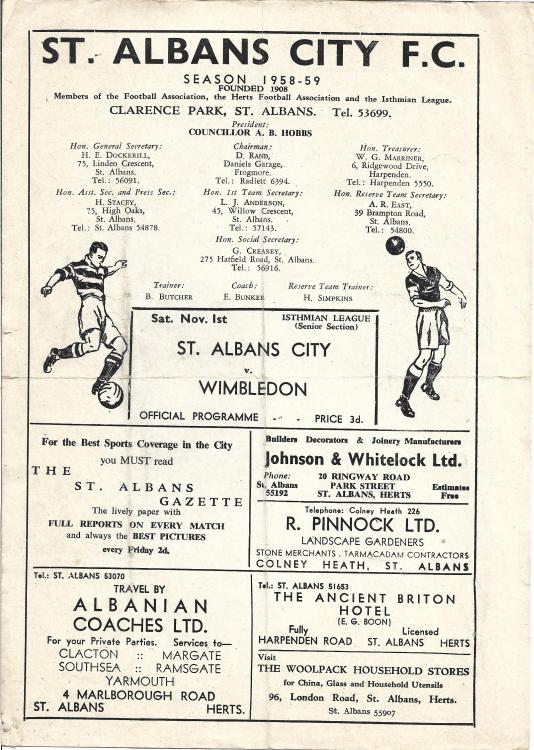 ST. ALBANS CITY F.C.
SEASON 1958-59
FOUNDED 1908
Members of the Football Association, the Herts Football Association and the Isthmian League.
CLARENCE PARK, ST. ALBANS. Tel. 53699.
President:
COUNCILLOR A. B. HOBBS
Hon. General Secretary:
H. E. DOCKERILL,
75, Linden Crescent,
St. Albans.
Tel.: 56091.
Chairman:
D. RAND,
Daniels Garage,
Frogmore.
Tel.: Radlett 6394.
Hon. Treasurer:
W. G. MARRINER,
6, Ridgewood Drive,
Harpenden.
Tel.: Harpenden 5550.
Hon. Asst. Sec. and Press Sec.:
H. STACEY,
75, High Oaks,
St. Albans.
Tel.: St. Albans 54878.
Hon. 1st Team Secretary:
L. J. ANDERSON,
45, Willow Crescent,
St. Albans.
Tel.: 57143.
Hon. Reserve Team Secretary:
A. R. EAST,
39 Brampton Road,
St. Albans.
Tel.: 54800.
Hon. Social Secretary:
G. CREASEY,
275 Hatfield Road, St. Albans.
Tel.: 56916.
Trainer:
B. BUTCHER
Coach:
E. BUNKER
Reserve Team Trainer:
H. SIMPKINS
Sat. Nov. 1st
ISTHMIAN LEAGUE
(Senior Section)
ST. ALBANS CITY
v.
WIMBLEDON
OFFICIAL PROGRAMME - - PRICE 3d.
For the Best Sports Coverage in the City
you MUST read
THE
ST. ALBANS
GAZETTE
The lively paper with
FULL REPORTS ON EVERY MATCH
and always the BEST PICTURES
every Friday 2d.
Builders Decorators & Joinery Manufacturers
Johnson & Whitelock Ltd.
Phone:
St. Albans
55192
20 RINGWAY ROAD
PARK STREET
ST. ALBANS, HERTS
Estimates
Free
Telephone: Colney Heath 226
R. PINNOCK LTD.
LANDSCAPE GARDENERS
STONE MERCHANTS . TARMACADAM CONTRACTORS
COLNEY HEATH, ST. ALBANS
Tel.: ST. ALBANS 53070
TRAVEL BY
ALBANIAN
COACHES LTD.
For your Private Parties. Services to—
CLACTON :: MARGATE
SOUTHSEA :: RAMSGATE
YARMOUTH
4 MARLBOROUGH ROAD
ST. ALBANS HERTS.
Tel.: ST. ALBANS 51653
THE ANCIENT BRITON
HOTEL
(E. G. BOON)
Fully Licensed
HARPENDEN ROAD ST. ALBANS HERTS
Visit
THE WOOLPACK HOUSEHOLD STORES
for China, Glass and Household Utensils
96, London Road, St. Albans, Herts.
St. Albans 55907